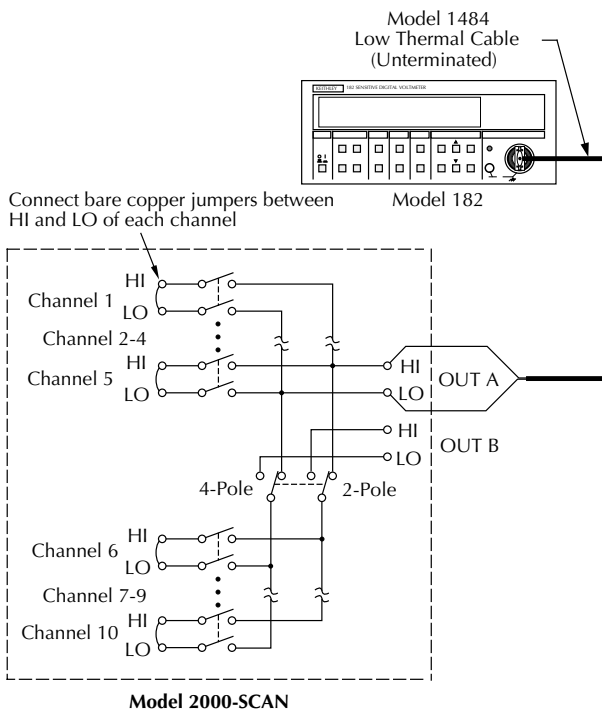 Model 1484
Low Thermal Cable
(Unterminated)
KEITHLEY 182 SENSITIVE DIGITAL VOLTMETER
O I
Model 182
Connect bare copper jumpers between
HI and LO of each channel
HI
Channel 1
LO
Channel 2-4
HI
Channel 5
LO
HI
OUT A
LO
HI
OUT B
LO
4-Pole
2-Pole
HI
Channel 6
LO
Channel 7-9
HI
Channel 10
LO
Model 2000-SCAN